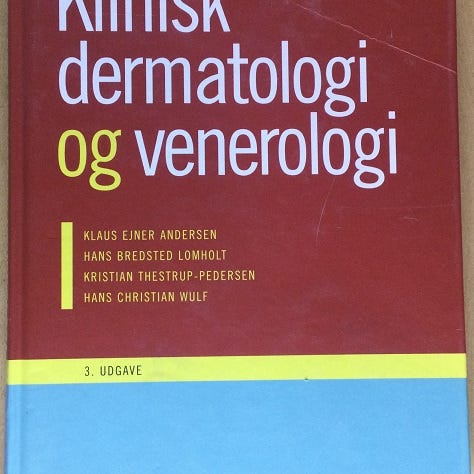 Klinisk
dermatologi
og venerologi
KLAUS EJNER ANDERSEN
HANS BREDSTED LOMHOLT
KRISTIAN THESTRUP-PEDERSEN
HANS CHRISTIAN WULF
3. UDGAVE